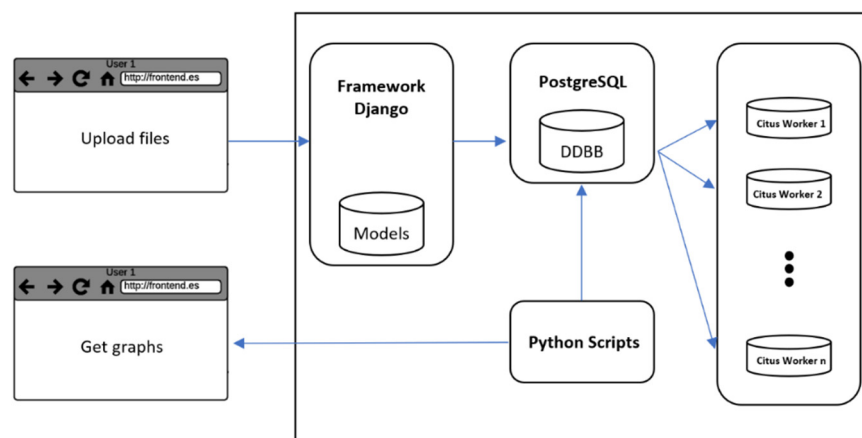 User 1
http://frontend.es
Upload files
Framework
Django
Models
PostgreSQL
DDBB
Citus Worker 1
Citus Worker 2
Citus Worker n
User 1
http://frontend.es
Get graphs
Python Scripts